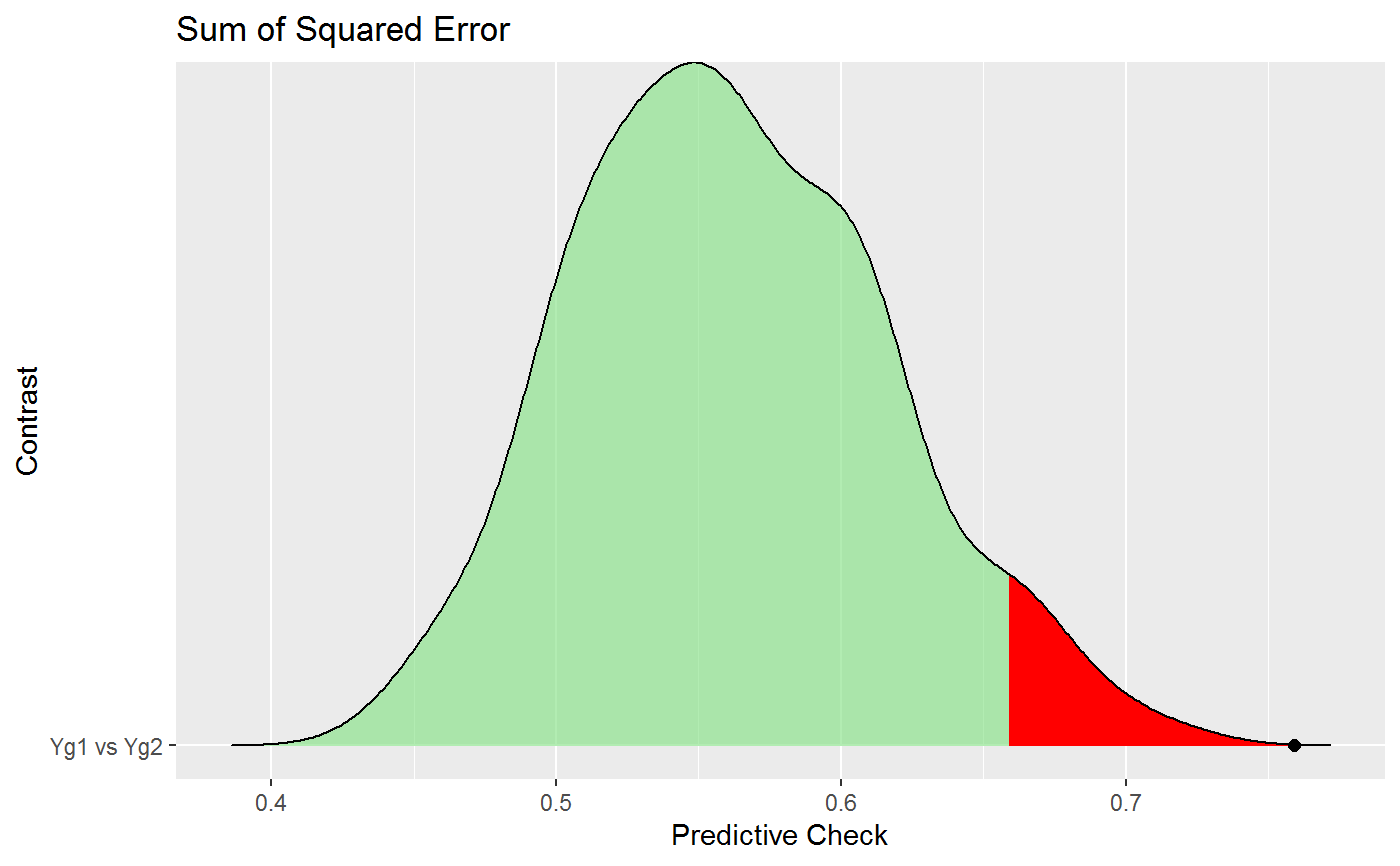 Sum of Squared Error
Contrast
Yg1 vs Yg2
0.4 0.5 0.6 0.7
Predictive Check